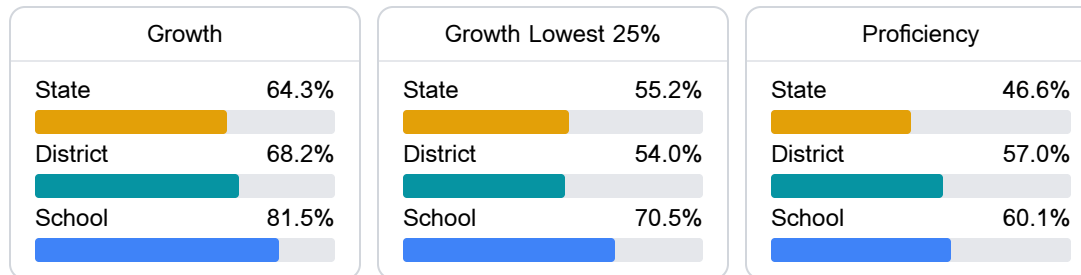 Growth
State 64.3%
District 68.2%
School 81.5%
Growth Lowest 25%
State 55.2%
District 54.0%
School 70.5%
Proficiency
State 46.6%
District 57.0%
School 60.1%